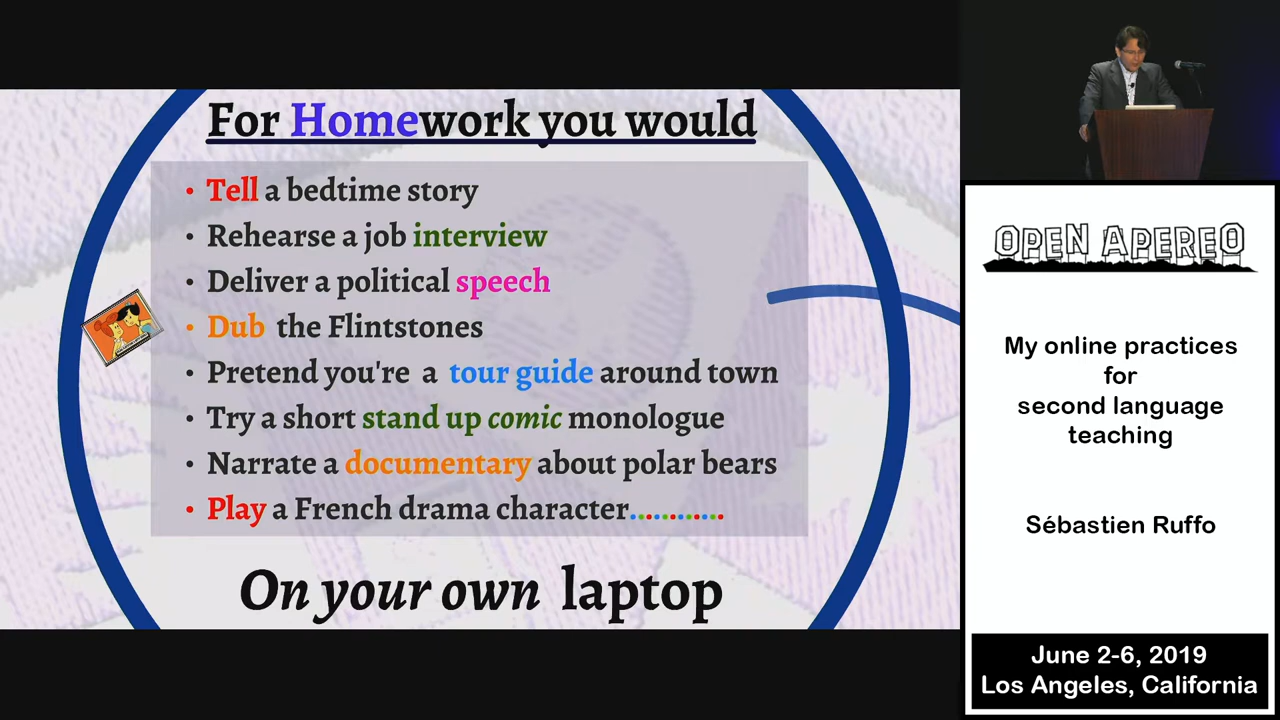 For Homework you would
• Tell a bedtime story
• Rehearse a job interview
• Deliver a political speech
• Dub the Flintstones
• Pretend you're a tour guide around town
• Try a short stand up comic monologue
• Narrate a documentary about polar bears
• Play a French drama character...........
On your own laptop
OPEN APEREO
My online practices
for
second language
teaching
Sébastien Ruffo
June 2-6, 2019
Los Angeles, California